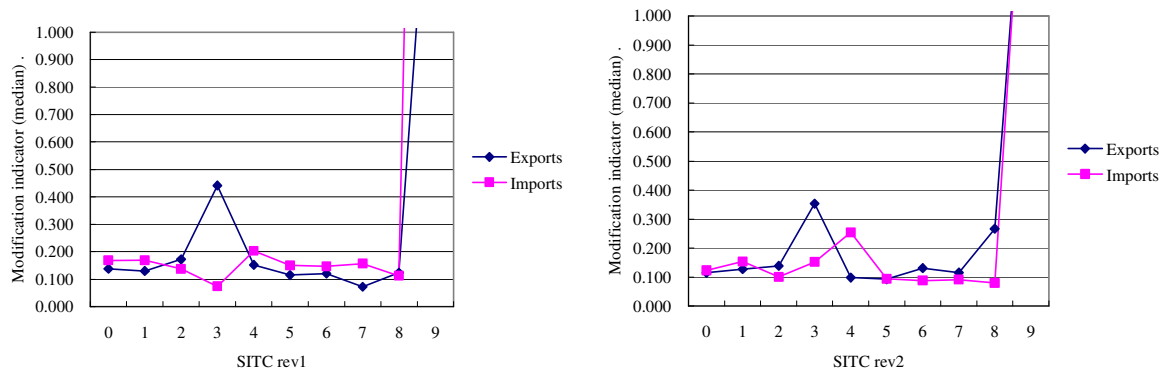 Modification indicator (median) .
1.000
0.900
0.800
0.700
0.600
0.500
0.400
0.300
0.200
0.100
0.000
0 1 2 3 4 5 6 7 8 9
SITC rev1
Exports
Imports
Modification indicator (median) .
1.000
0.900
0.800
0.700
0.600
0.500
0.400
0.300
0.200
0.100
0.000
0 1 2 3 4 5 6 7 8 9
SITC rev2
Exports
Imports